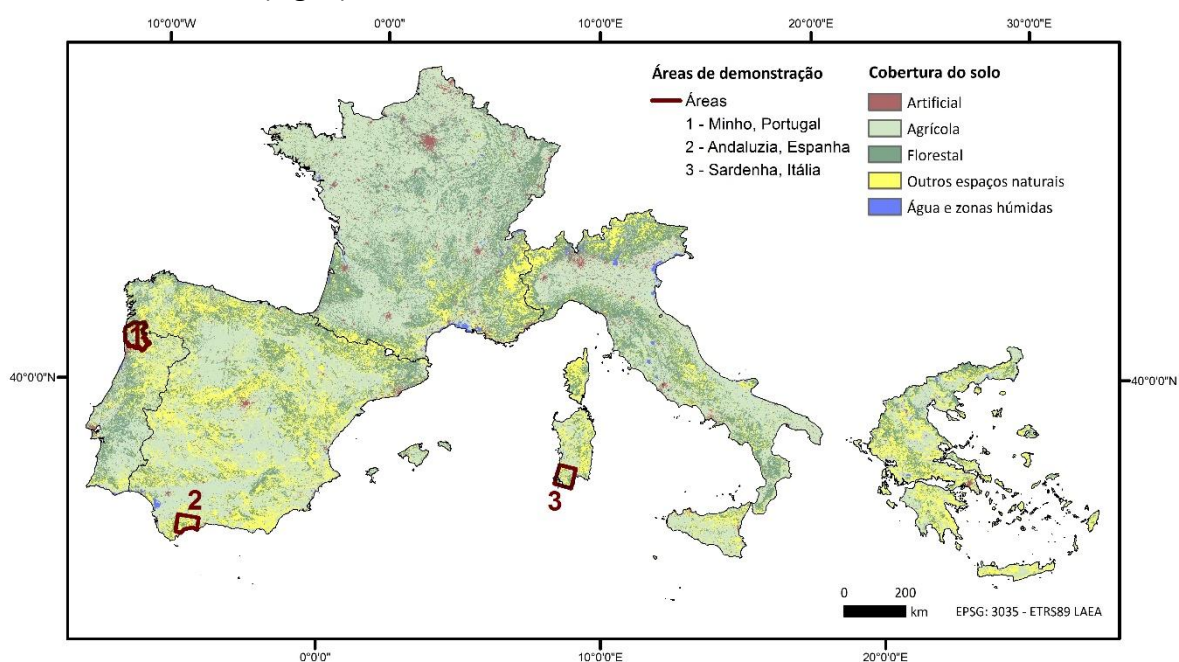 10°0'0"W 0°0'0" 10°0'0"E 20°0'0"E 30°0'0"E
Áreas de demonstração
Áreas
1 - Minho, Portugal
2 - Andaluzia, Espanha
3 - Sardenha, Itália
Cobertura do solo
Artificial
Agrícola
Florestal
Outros espaços naturais
Água e zonas húmidas
1
40°0'0"N
40°0'0"N
2
3
0 200
km
EPSG: 3035 - ETRS89 LAEA
0°0'0" 10°0'0"E 20°0'0"E